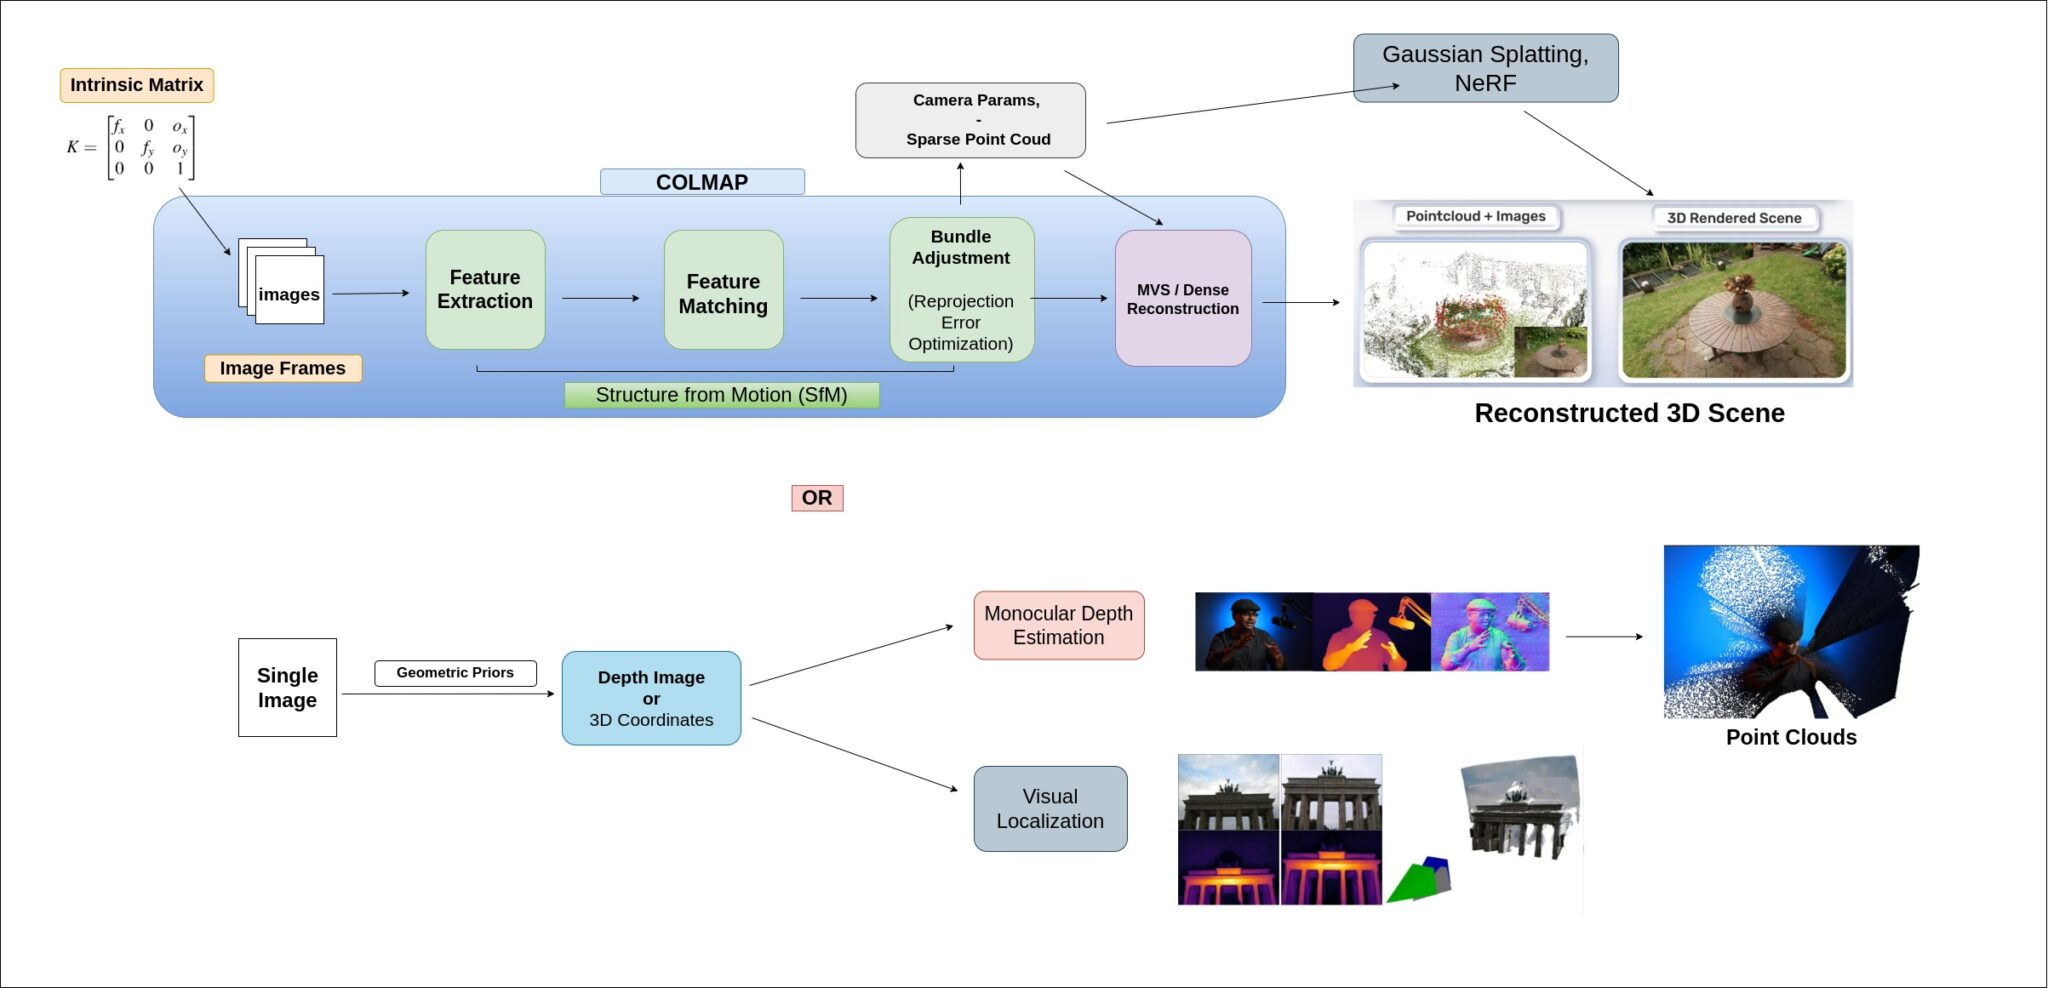 Intrinsic Matrix
K = [f_x 0 o_x
0 f_y o_y
0 0 1]
COLMAP
images
Image Frames
Feature
Extraction
Feature
Matching
Bundle
Adjustment
(Reprojection
Error
Optimization)
Structure from Motion (SfM)
Camera Params,
-
Sparse Point Coud
MVS / Dense
Reconstruction
Gaussian Splatting,
NeRF
Pointcloud + Images
3D Rendered Scene
Reconstructed 3D Scene
OR
Single
Image
Geometric Priors
Depth Image
or
3D Coordinates
Monocular Depth
Estimation
Visual
Localization
Point Clouds